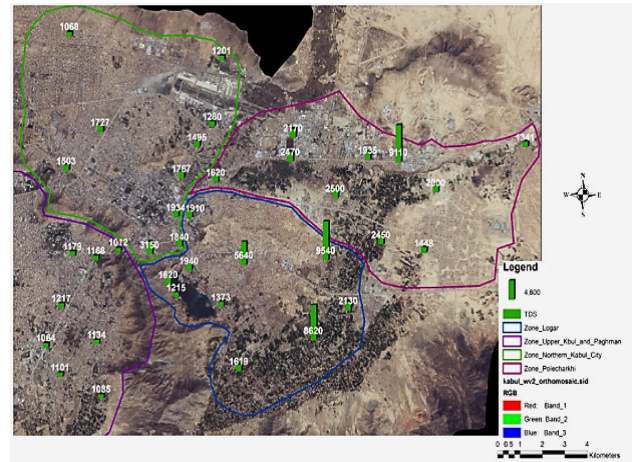 1068
1201
1727
1280
1495
2170
1341
1935
9110
2470
1503
1767
1620
2500
1934
1910
1840
3150
1612
2450
1179
1168
5640
9540
1448
1940
1620
1215
1373
2130
1217
8620
1134
1064
1619
1101
1085
N
W
E
S
Legend
4,800
TDS
Zone_Logar
Zone_Upper_Kbul_and_Paghman
Zone_Northern_Kabul_City
Zone_Polecharkhi
kabul_wv2_orthomosaic.sid
RGB
Red: Band_1
Green: Band_2
Blue: Band_3
0 0.5 1 2 3 4
Kilometers